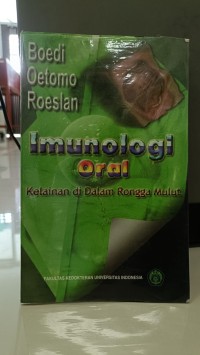 Boedi
Oetomo
Roeslan
Imunologi
Oral
Kelainan di Dalam Rongga Mulut
FAKULTAS KEDOKTERAN UNIVERSITAS INDONESIA